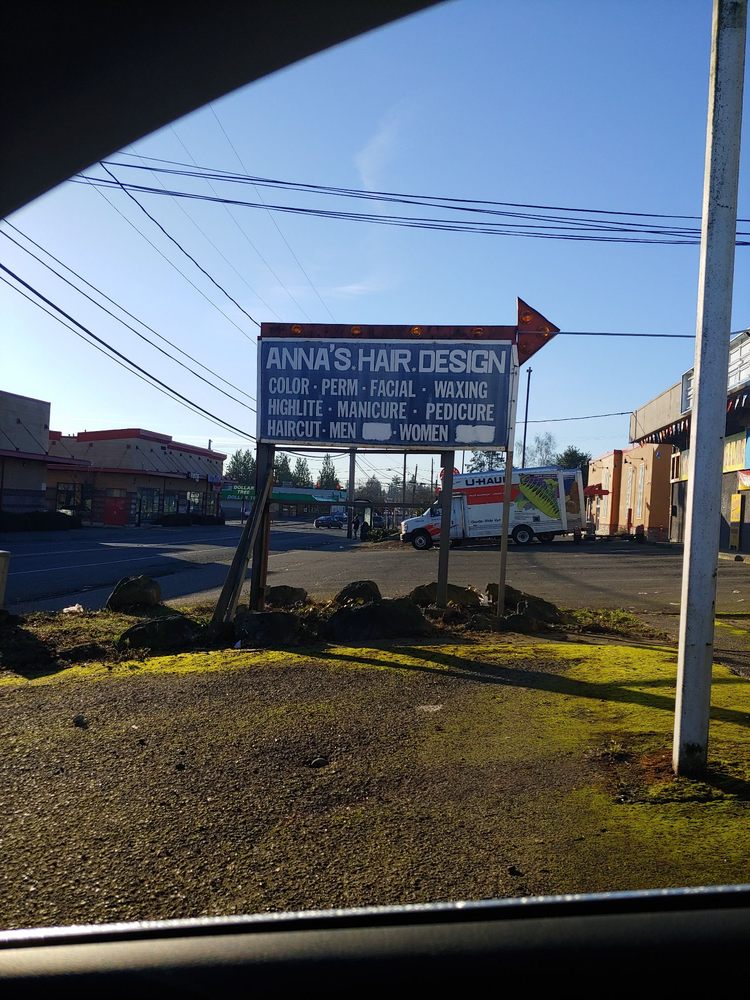 ANNA'S.HAIR.DESIGN
COLOR · PERM · FACIAL · WAXING
HIGHLITE · MANICURE · PEDICURE
HAIRCUT · MEN · WOMEN
U-HAUL
DOLLAR TREE